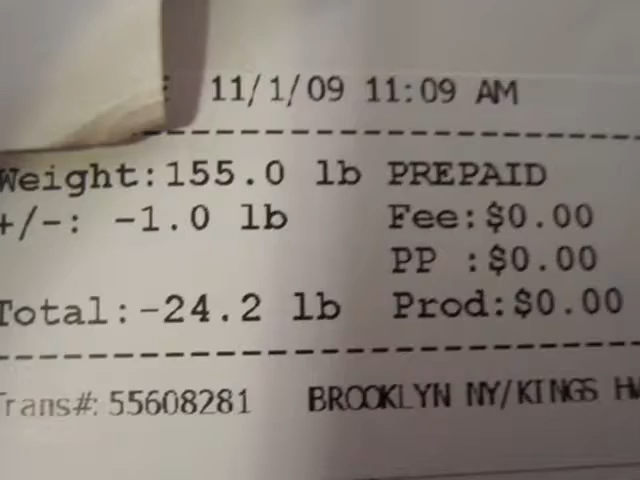 11/1/09 11:09 AM
Weight:155.0 lb PREPAID
+/-: -1.0 lb Fee:$0.00
PP :$0.00
Total:-24.2 lb Prod:$0.00
Trans#: 55608281 BROOKLYN NY/KINGS